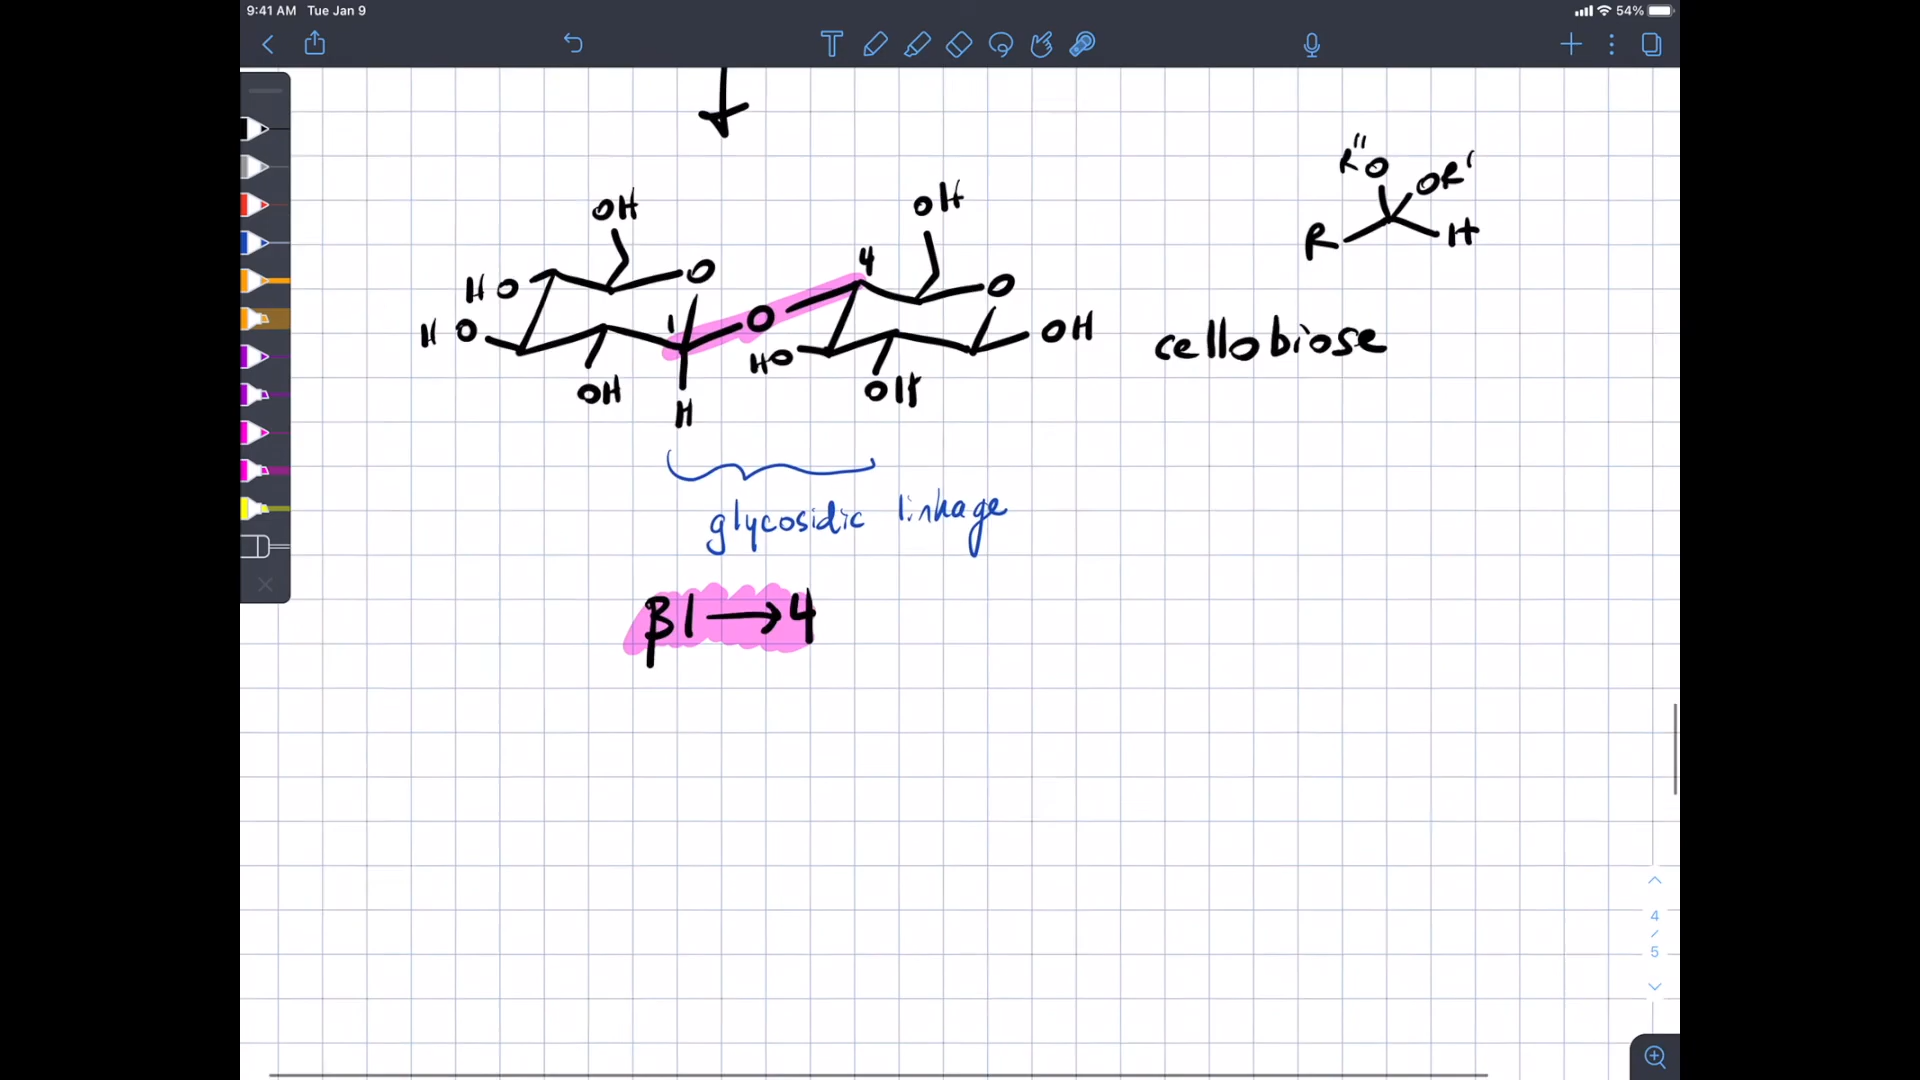 9:41 AM Tue Jan 9
54%
R"O
OR'
R
H
OH
OH
HO
O
4
O
HO
1
O
HO
OH
OH
OH
H
cellobiose
glycosidic linkage
β1→4
4
/
5